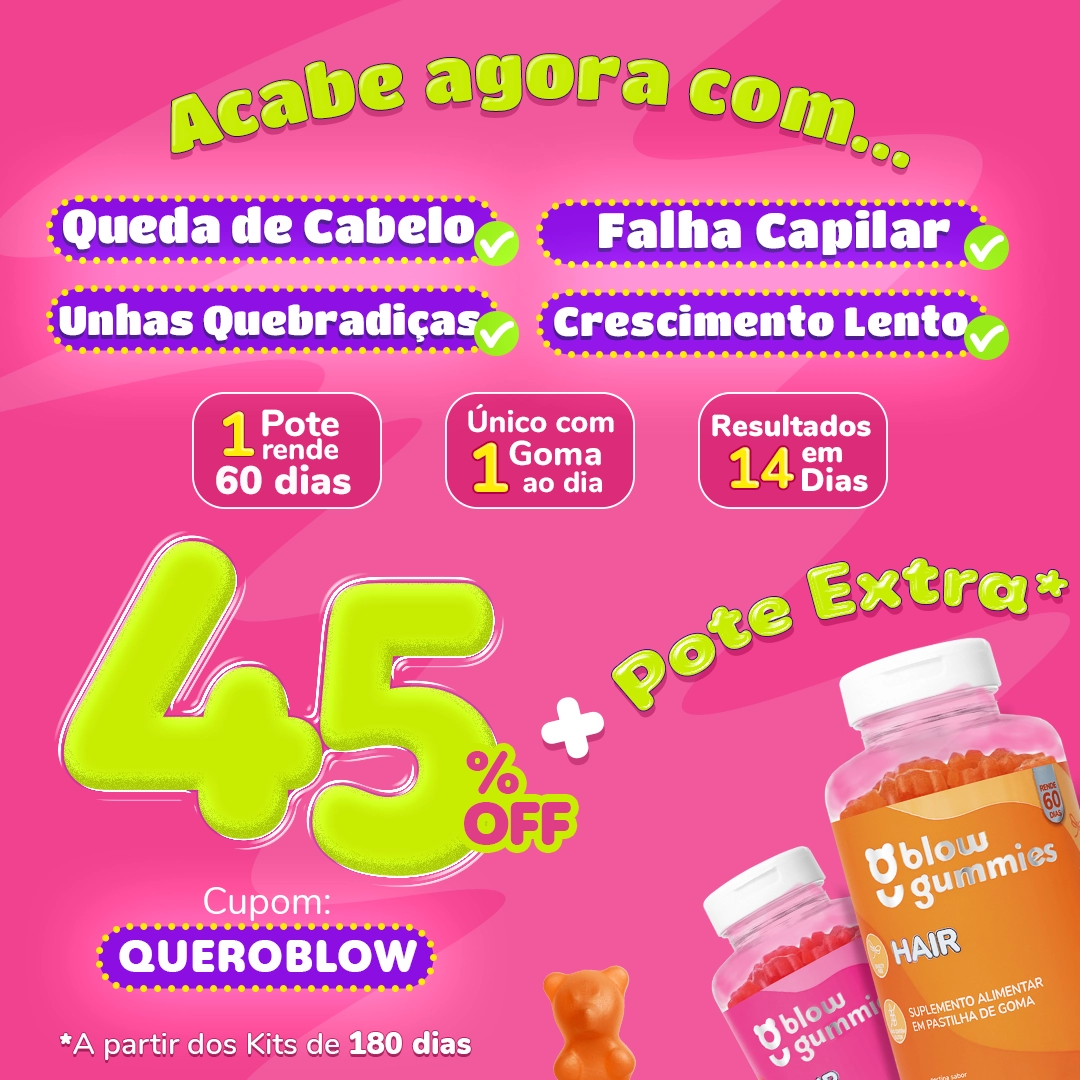 Acabe agora com...
Queda de Cabelo
Falha Capilar
Unhas Quebradiças
Crescimento Lento
1 Pote
rende
60 dias
Único com
1 Goma
ao dia
Resultados
14 em
Dias
45
%
OFF
+
Pote Extra*
Cupom:
QUEROBLOW
*A partir dos Kits de 180 dias
RENDE
60
DIAS
blow
gummies
HAIR
SUPLEMENTO ALIMENTAR
EM PASTILHA DE GOMA
blow
gummie